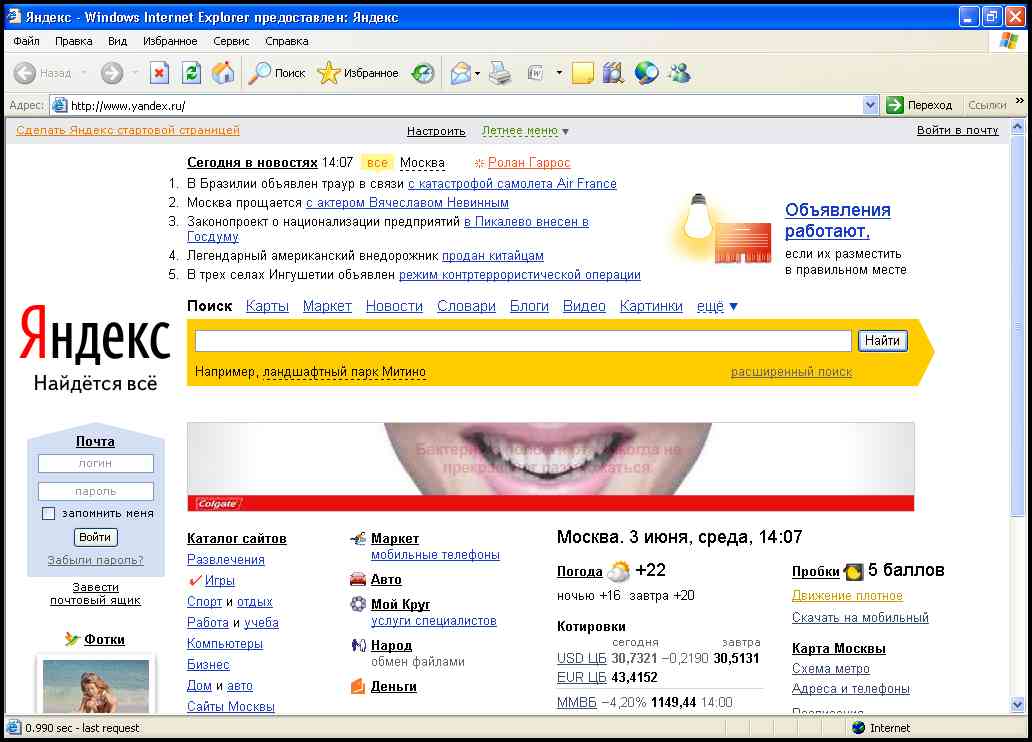 Яндекс - Windows Internet Explorer предоставлен: Яндекс
Файл Правка Вид Избранное Сервис Справка
Назад Поиск Избранное
Адрес: http://www.yandex.ru/ Переход Ссылки »
Сделать Яндекс стартовой страницей Настроить Летнее меню ▼ Войти в почту
Сегодня в новостях 14:07 все Москва Ролан Гаррос
1. В Бразилии объявлен траур в связи с катастрофой самолета Air France
2. Москва прощается с актером Вячеславом Невинным
3. Законопроект о национализации предприятий в Пикалево внесен в
Госдуму
4. Легендарный американский внедорожник продан китайцам
5. В трех селах Ингушетии объявлен режим контртеррористической операции
Объявления
работают,
если их разместить
в правильном месте
Поиск Карты Маркет Новости Словари Блоги Видео Картинки ещё ▼
Яндекс
Найдётся всё
Найти
Например, ландшафтный парк Митино расширенный поиск
Почта
логин
пароль
запомнить меня
Войти
Забыли пароль?
Завести
почтовый ящик
Фотки
Бактерии в полости рта никогда не
Colgate
Каталог сайтов
Развлечения
Игры
Спорт и отдых
Работа и учеба
Компьютеры
Бизнес
Дом и авто
Сайты Москвы
Маркет
мобильные телефоны
Авто
Мой Круг
услуги специалистов
Народ
обмен файлами
Деньги
Москва. 3 июня, среда, 14:07
Погода +22
ночью +16 завтра +20
Котировки
сегодня завтра
USD ЦБ 30,7321 −0,2190 30,5131
EUR ЦБ 43,4152
ММВБ −4,20% 1149,44 14:00
Пробки 5 баллов
Движение плотное
Скачать на мобильный
Карта Москвы
Схема метро
Адреса и телефоны
0.990 sec - last request Internet